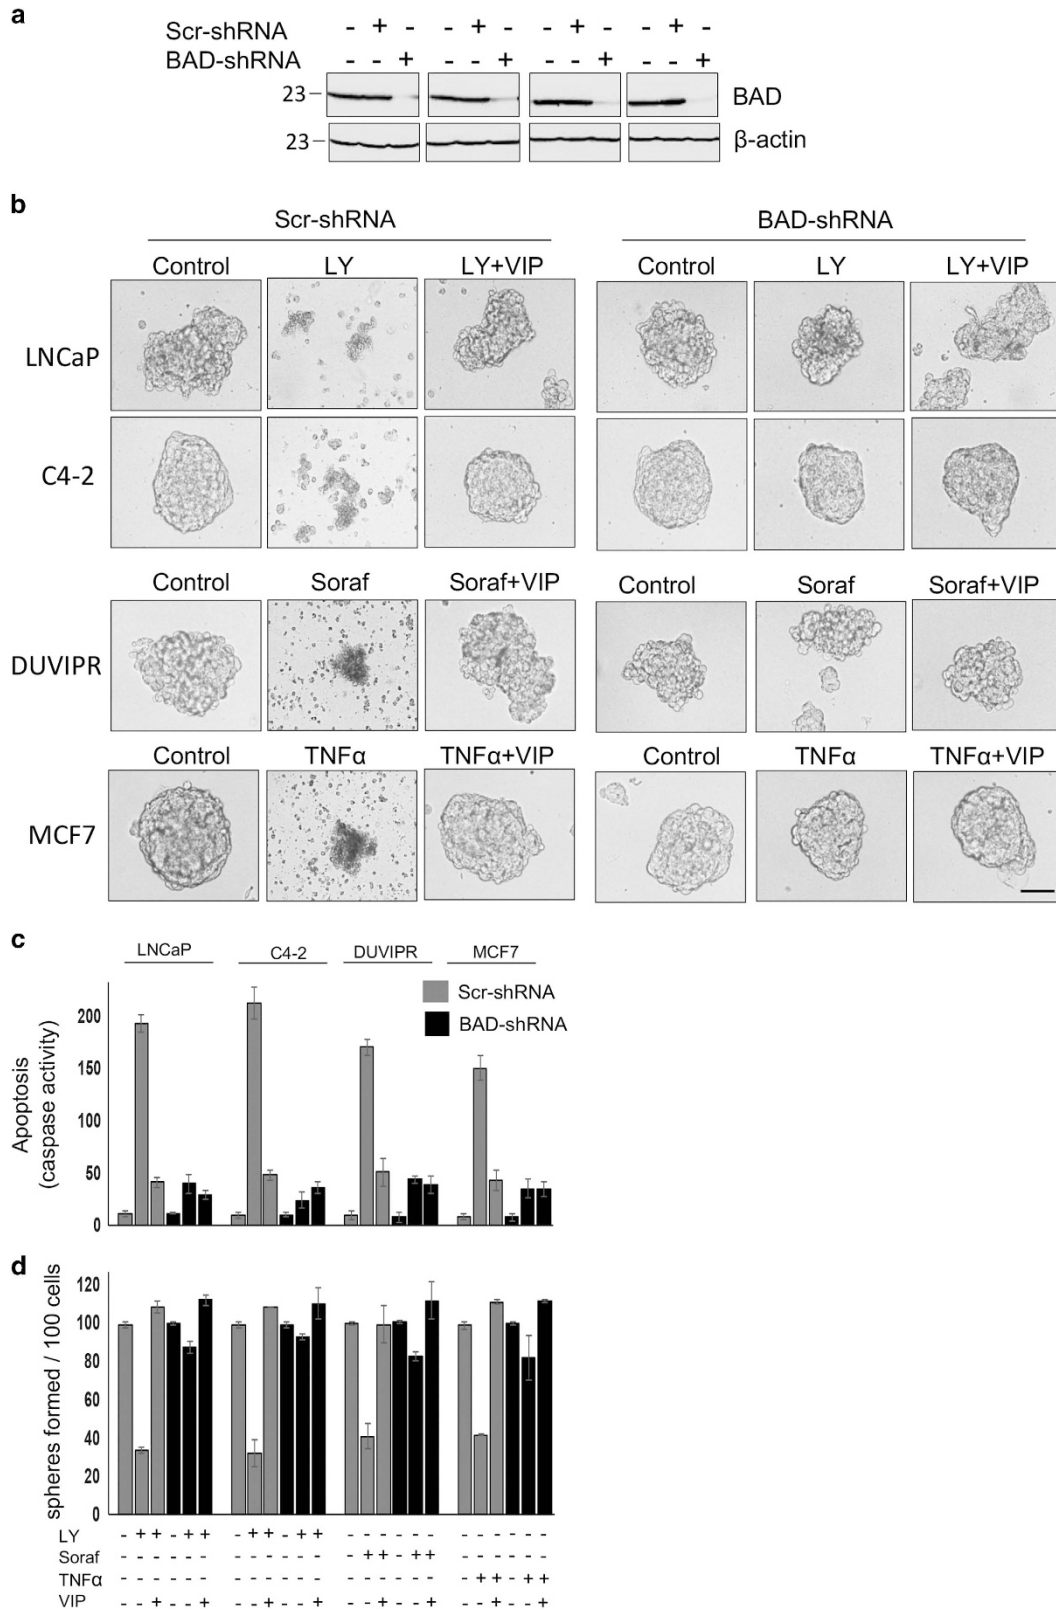 a
Scr-shRNA - + - - + - - + - - + -
BAD-shRNA - - + - - + - - + - - +
23 BAD
23 β-actin
b
Scr-shRNA BAD-shRNA
Control LY LY+VIP Control LY LY+VIP
LNCaP
C4-2
Control Soraf Soraf+VIP Control Soraf Soraf+VIP
DUVIPR
Control TNFα TNFα+VIP Control TNFα TNFα+VIP
MCF7
c
LNCaP C4-2 DUVIPR MCF7
Scr-shRNA
BAD-shRNA
Apoptosis
(caspase activity)
200
150
100
50
0
d
spheres formed / 100 cells
120
100
80
60
40
20
0
LY - + + - + + - + + - + + - - - - - - - - - - - -
Soraf - - - - - - - - - - - - - + + - + + - - - - - -
TNFα - - - - - - - - - - - - - - - - - - - + + - + +
VIP - - + - - + - - + - - + - - + - - + - - + - - +